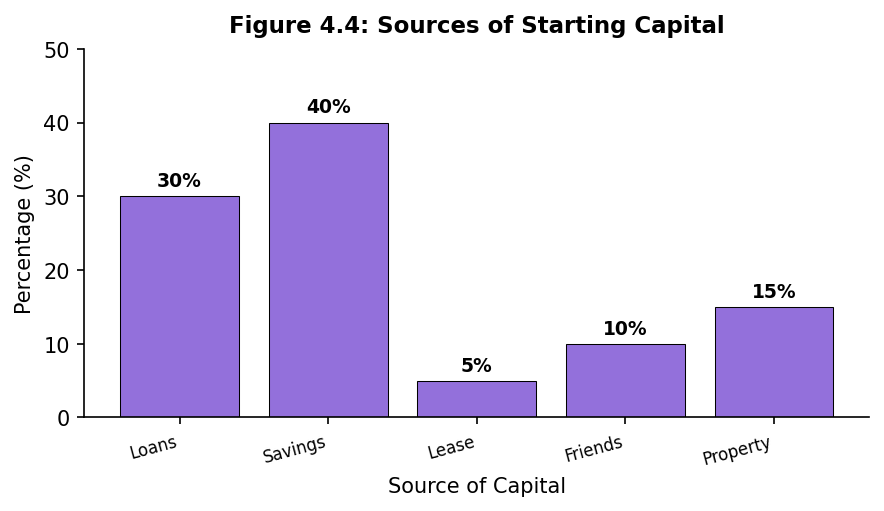 Figure 4.4: Sources of Starting Capital
50
40
30
20
10
0
Percentage (%)
30%
40%
5%
10%
15%
Loans
Savings
Lease
Friends
Property
Source of Capital